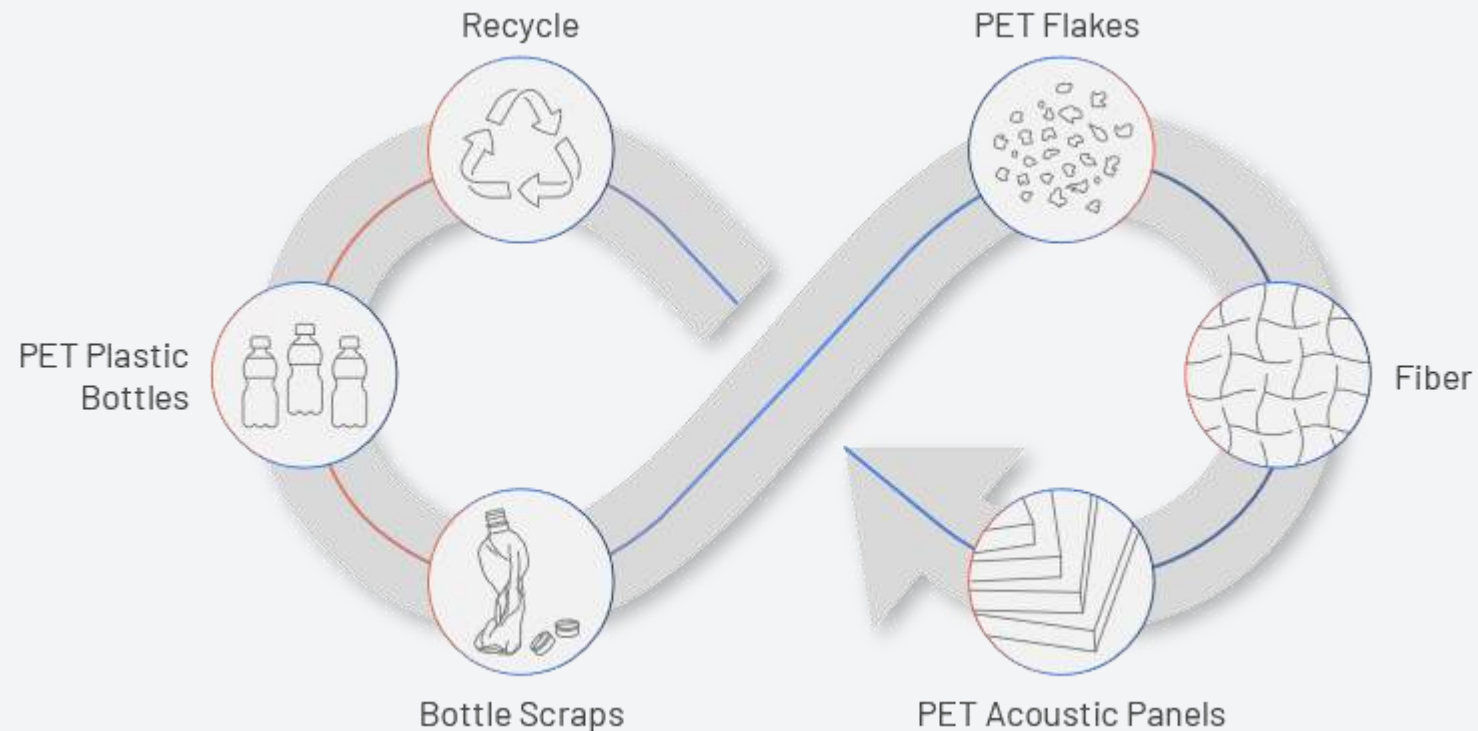 Recycle
PET Flakes
PET Plastic
Bottles
Fiber
Bottle Scraps
PET Acoustic Panels